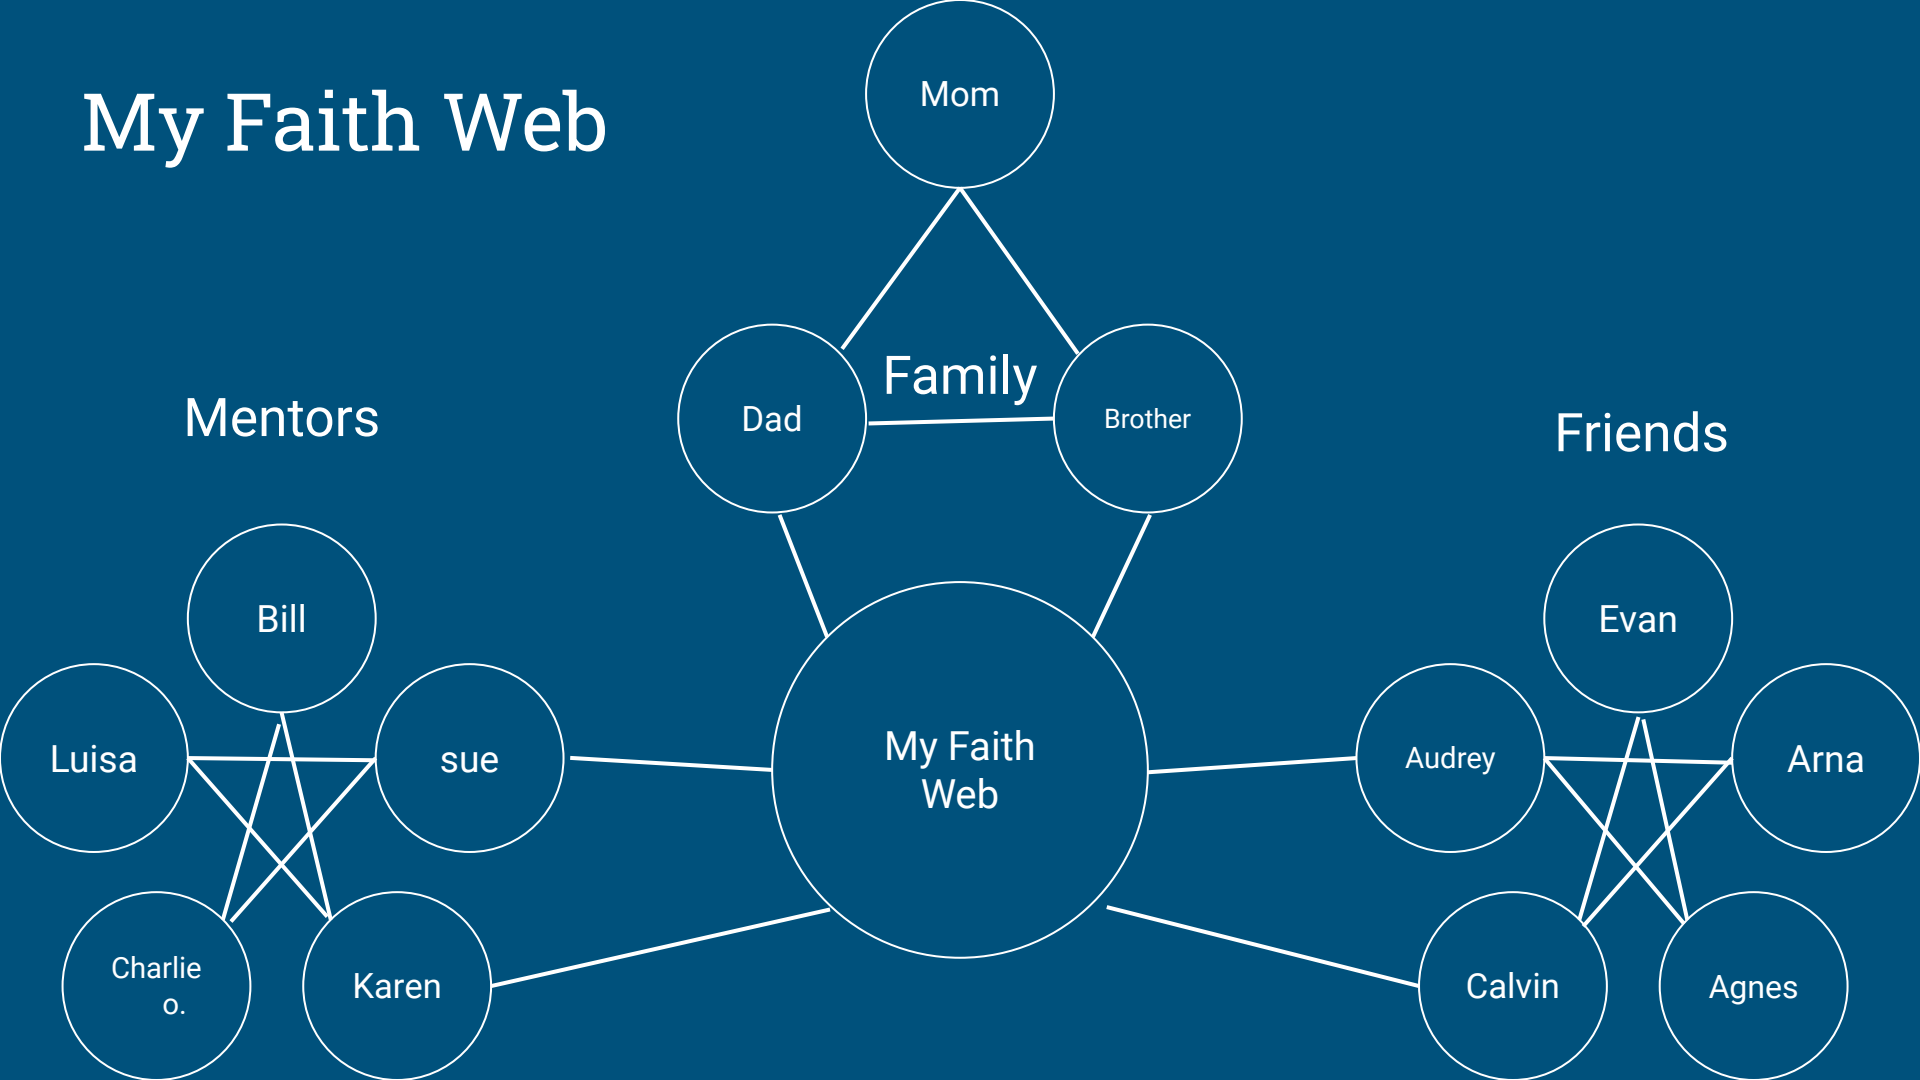 My Faith Web
Mom
Family
Dad
Brother
Mentors
Friends
Bill
Luisa
sue
Charlie
o.
Karen
My Faith
Web
Evan
Audrey
Arna
Calvin
Agnes